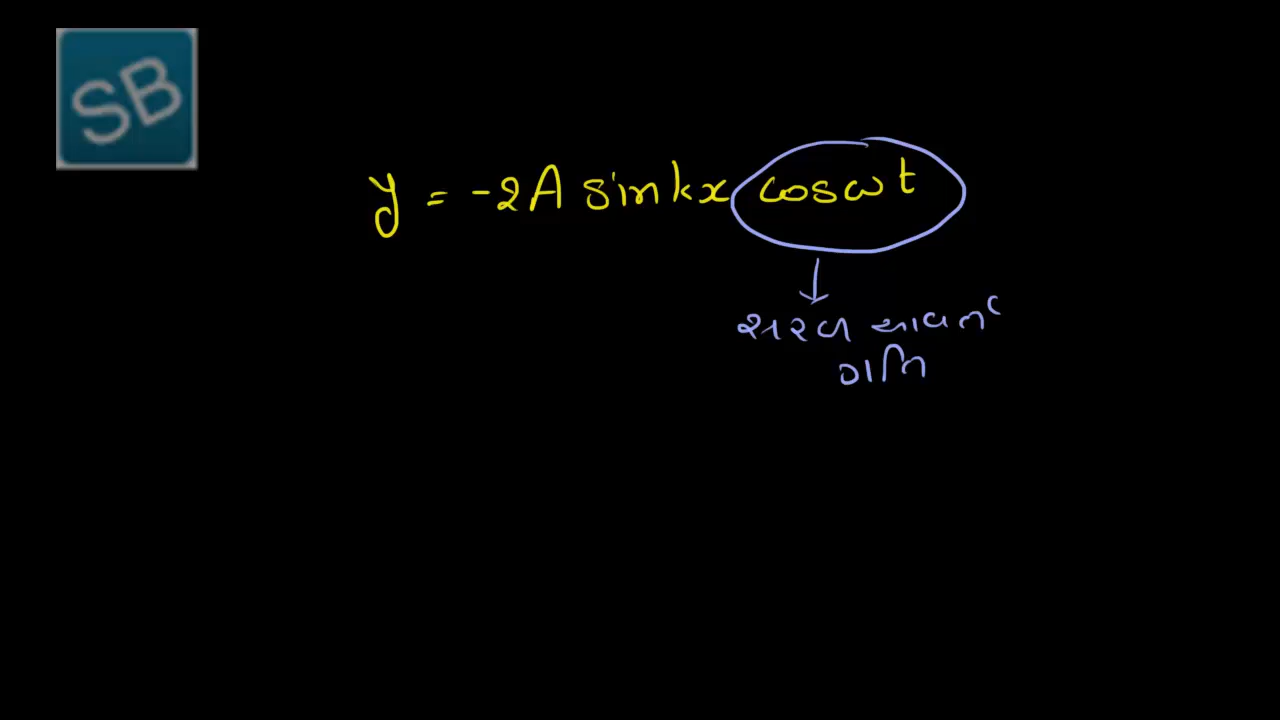 SB
y = -2A sinkx cosωt
સરળ આવર્ત
ગતિ